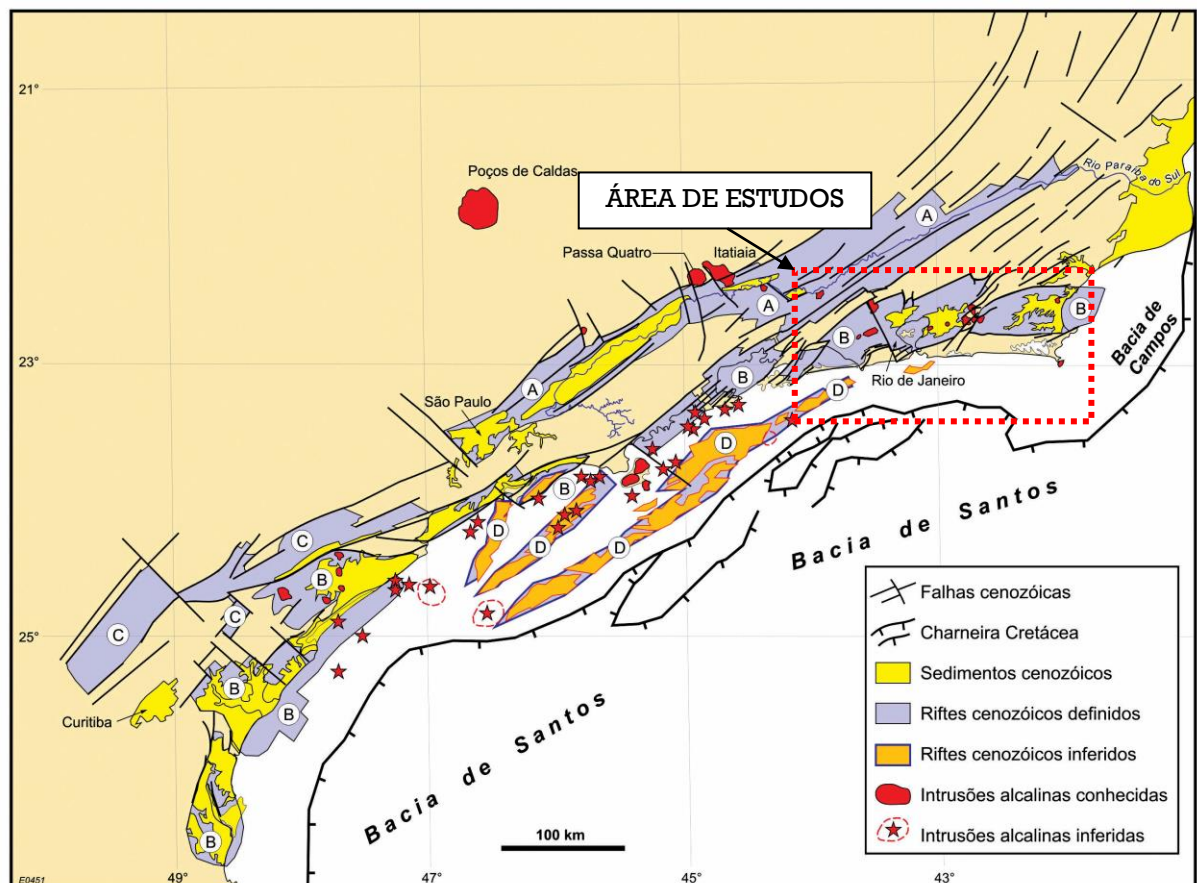 21°
Poços de Caldas
ÁREA DE ESTUDOS
Rio Paraíba do Sul
A
Passa Quatro
Itatiaia
A
B
B
Bacia de Campos
23°
A
São Paulo
B
Rio de Janeiro
D
D
B
D
D
D
C
B
C
C
25°
B
B
Curitiba
B
Bacia de Santos
Bacia de Santos
100 km
Falhas cenozóicas
Charneira Cretácea
Sedimentos cenozóicos
Riftes cenozóicos definidos
Riftes cenozóicos inferidos
Intrusões alcalinas conhecidas
Intrusões alcalinas inferidas
E0451
49°
47°
45°
43°